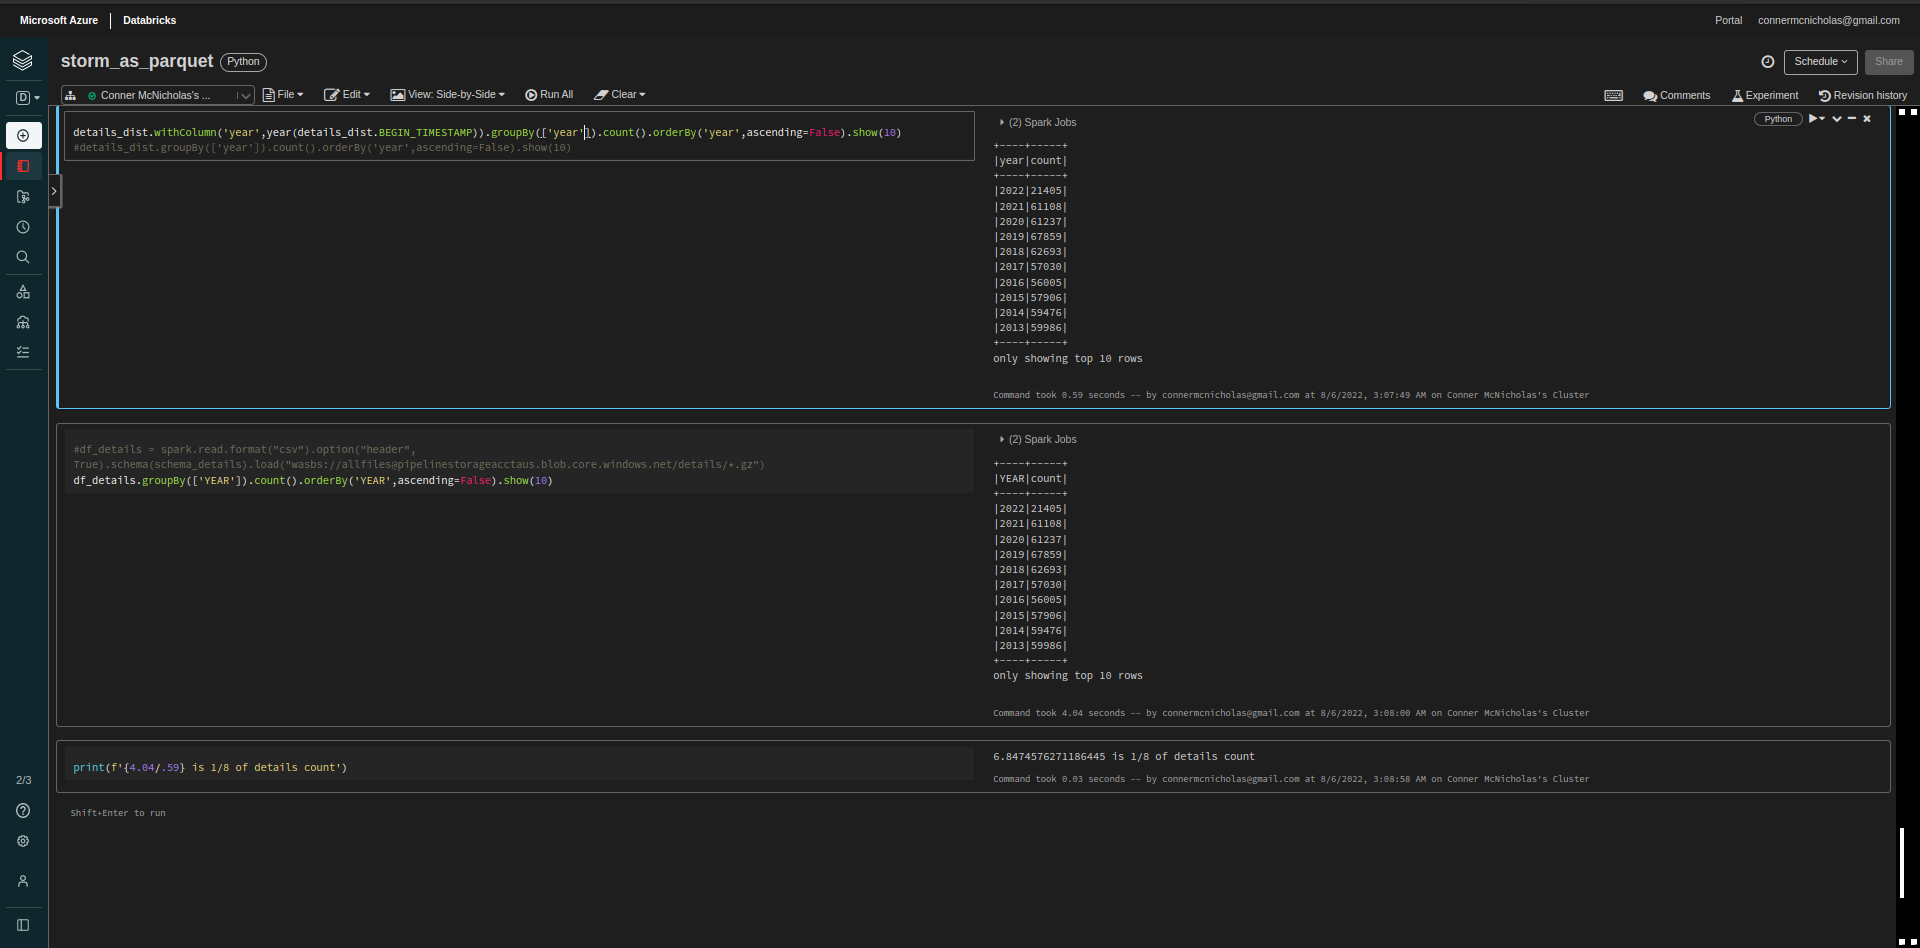 Microsoft Azure | Databricks
Portal connermcnicholas@gmail.com
storm_as_parquet Python
Schedule Share
D
Conner McNicholas's ... File Edit View: Side-by-Side Run All Clear
Comments Experiment Revision history
details_dist.withColumn('year',year(details_dist.BEGIN_TIMESTAMP)).groupBy(['year']).count().orderBy('year',ascending=False).show(10)
#details_dist.groupBy(['year']).count().orderBy('year',ascending=False).show(10)
(2) Spark Jobs
Python
+----+-----+
|year|count|
+----+-----+
|2022|21405|
|2021|61108|
|2020|61237|
|2019|67859|
|2018|62693|
|2017|57030|
|2016|56005|
|2015|57906|
|2014|59476|
|2013|59986|
+----+-----+
only showing top 10 rows
Command took 0.59 seconds -- by connermcnicholas@gmail.com at 8/6/2022, 3:07:49 AM on Conner McNicholas's Cluster
#df_details = spark.read.format("csv").option("header",
True).schema(schema_details).load("wasbs://allfiles@pipelinestorageacctaus.blob.core.windows.net/details/*.gz")
df_details.groupBy(['YEAR']).count().orderBy('YEAR',ascending=False).show(10)
(2) Spark Jobs
+----+-----+
|YEAR|count|
+----+-----+
|2022|21405|
|2021|61108|
|2020|61237|
|2019|67859|
|2018|62693|
|2017|57030|
|2016|56005|
|2015|57906|
|2014|59476|
|2013|59986|
+----+-----+
only showing top 10 rows
Command took 4.04 seconds -- by connermcnicholas@gmail.com at 8/6/2022, 3:08:00 AM on Conner McNicholas's Cluster
print(f'{4.04/.59} is 1/8 of details count')
6.8474576271186445 is 1/8 of details count
Command took 0.03 seconds -- by connermcnicholas@gmail.com at 8/6/2022, 3:08:58 AM on Conner McNicholas's Cluster
2/3
Shift+Enter to run